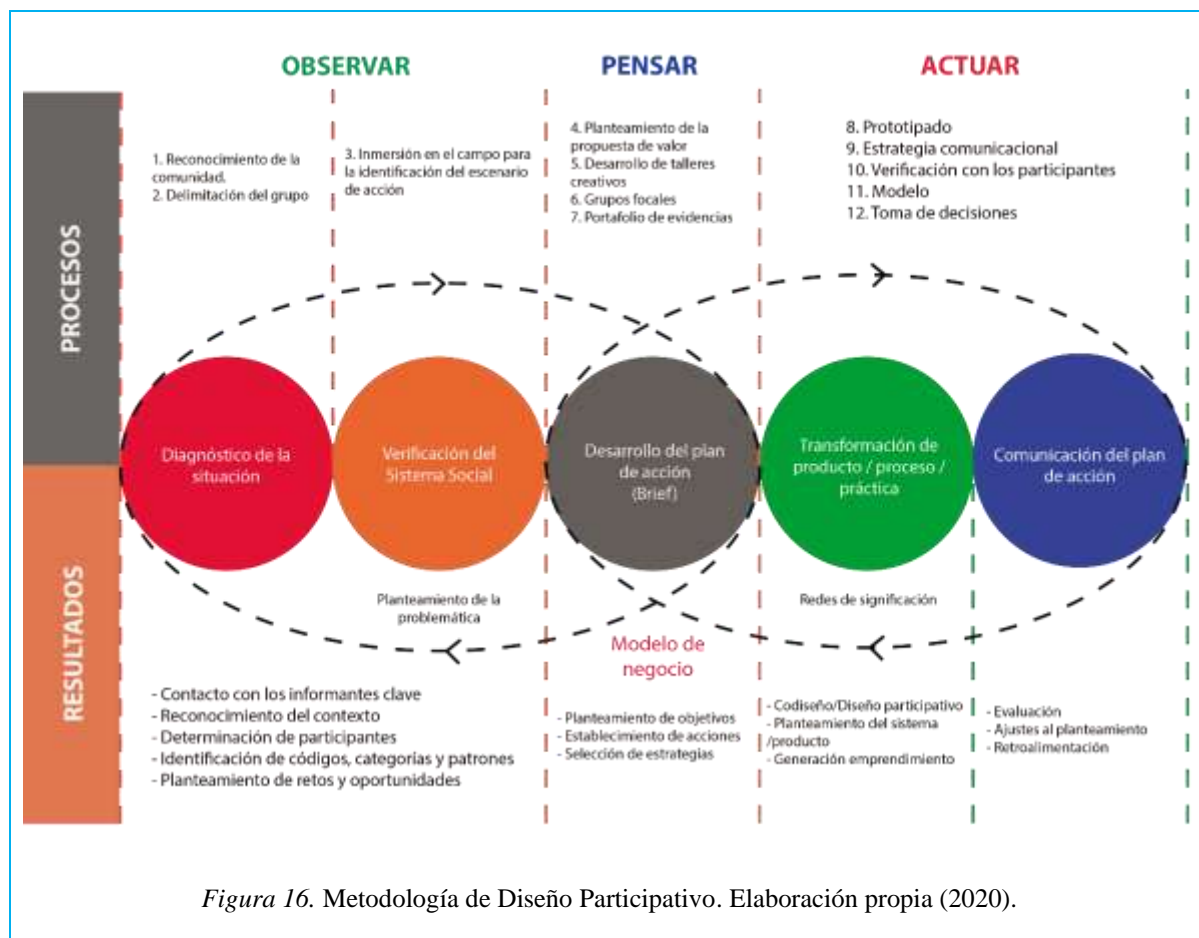 OBSERVAR
PENSAR
ACTUAR
PROCESOS
1. Reconocimiento de la
comunidad.
2. Delimitación del grupo
3. Inmersión en el campo para
la identificación del escenario
de acción
4. Planteamiento de la
propuesta de valor
5. Desarrollo de talleres
creativos
6. Grupos focales
7. Portafolio de evidencias
8. Prototipado
9. Estrategia comunicacional
10. Verificación con los participantes
11. Modelo
12. Toma de decisiones
Diagnóstico de la
situación
Verificación del
Sistema Social
Desarrollo del plan
de acción
(Brief)
Transformación de
producto / proceso /
práctica
Comunicación del plan
de acción
RESULTADOS
Planteamiento de la
problemática
Redes de significación
Modelo de
negocio
- Contacto con los informantes clave
- Reconocimiento del contexto
- Determinación de participantes
- Identificación de códigos, categorías y patrones
- Planteamiento de retos y oportunidades
- Planteamiento de objetivos
- Establecimiento de acciones
- Selección de estrategias
- Codiseño/Diseño participativo
- Planteamiento del sistema
/producto
- Generación emprendimiento
- Evaluación
- Ajustes al planteamiento
- Retroalimentación
Figura 16. Metodología de Diseño Participativo. Elaboración propia (2020).